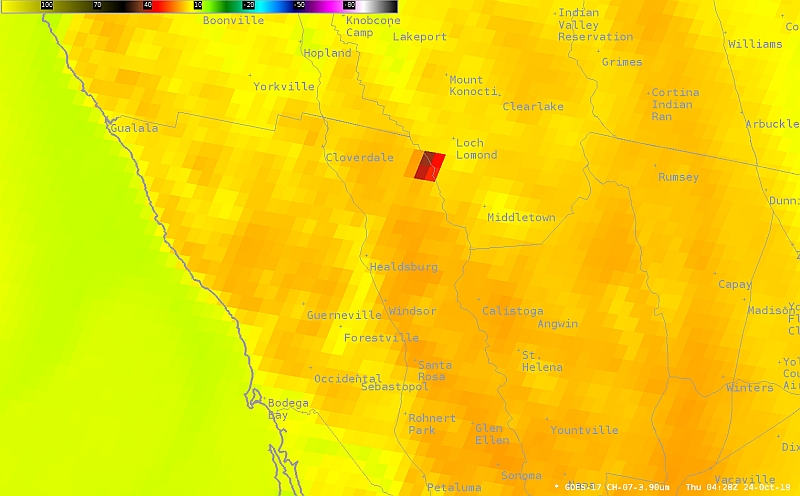 100 70 40 10 -20 -50 -80
Boonville
Knobcone
Camp
Lakeport
Indian
Valley
Reservation
Williams
Hopland
Grimes
Yorkville
Mount
Konocti
Clearlake
Cortina
Indian
Ran
Arbuckle
Gualala
Cloverdale
Loch
Lomond
Rumsey
Middletown
Healdsburg
Capay
Guerneville
Windsor
Calistoga
Angwin
Madison
Forestville
St.
Helena
Santa
Rosa
Occidental
Sebastopol
Winters
Bodega
Bay
Rohnert
Park
Glen
Ellen
Yountville
Sonoma
Petaluma
Vacaville
* GOES-17 CH-07-3.90um Thu 04:28Z 24-Oct-19